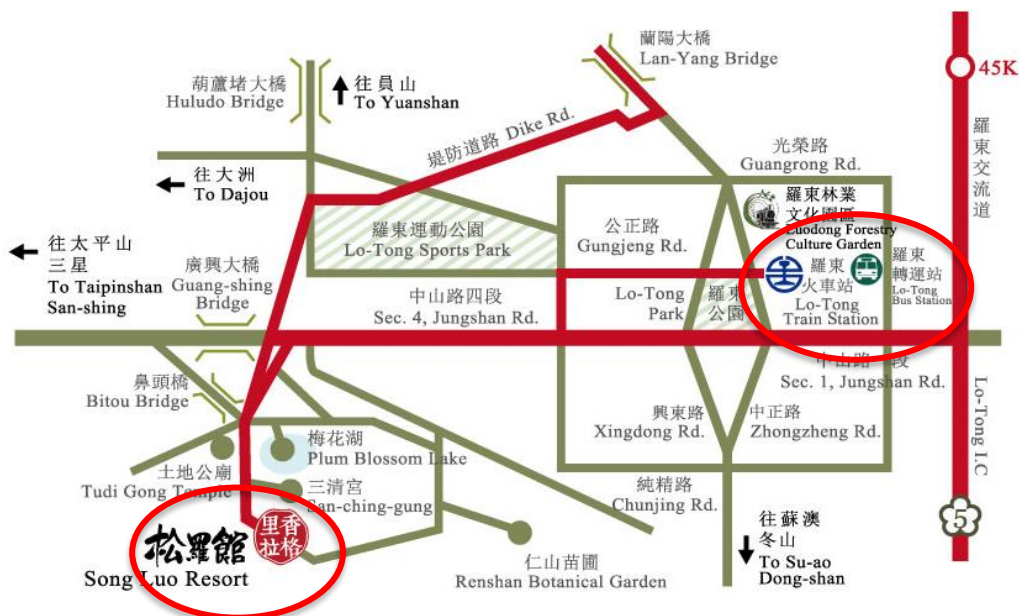 葫蘆堵大橋
Huludo Bridge
往員山
To Yuanshan
蘭陽大橋
Lan-Yang Bridge
45K
堤防道路 Dike Rd.
光榮路
Guangrong Rd.
羅東交流道
往大洲
To Dajou
羅東林業
文化園區
Luodong Forestry
Culture Garden
羅東運動公園
Lo-Tong Sports Park
公正路
Gungjeng Rd.
往太平山
三星
To Taipinshan
San-shing
廣興大橋
Guang-shing
Bridge
羅東
火車站
Lo-Tong
Train Station
羅東
轉運站
Lo-Tong
Bus Station
中山路四段
Sec. 4, Jungshan Rd.
Lo-Tong
Park
羅東
公園
中山路一段
Sec. 1, Jungshan Rd.
鼻頭橋
Bitou Bridge
興東路
Xingdong Rd.
中正路
Zhongzheng Rd.
Lo-Tong I.C
梅花湖
Plum Blossom Lake
土地公廟
Tudi Gong Temple
三清宮
San-ching-gung
純精路
Chunjing Rd.
5
松羅館
里香
拉格
Song Luo Resort
仁山苗圃
Renshan Botanical Garden
往蘇澳
冬山
To Su-ao
Dong-shan